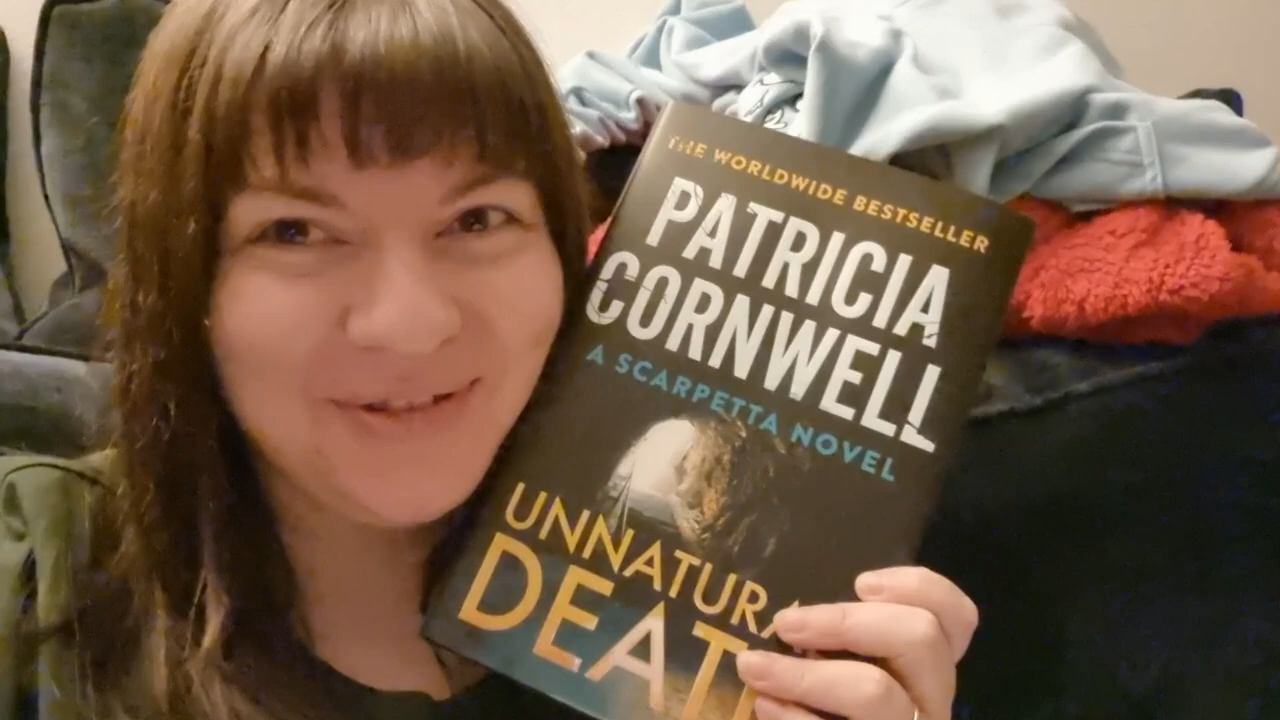 THE WORLDWIDE BESTSELLER
PATRICIA
CORNWELL
A SCARPETTA NOVEL
UNNATURA
DEAT